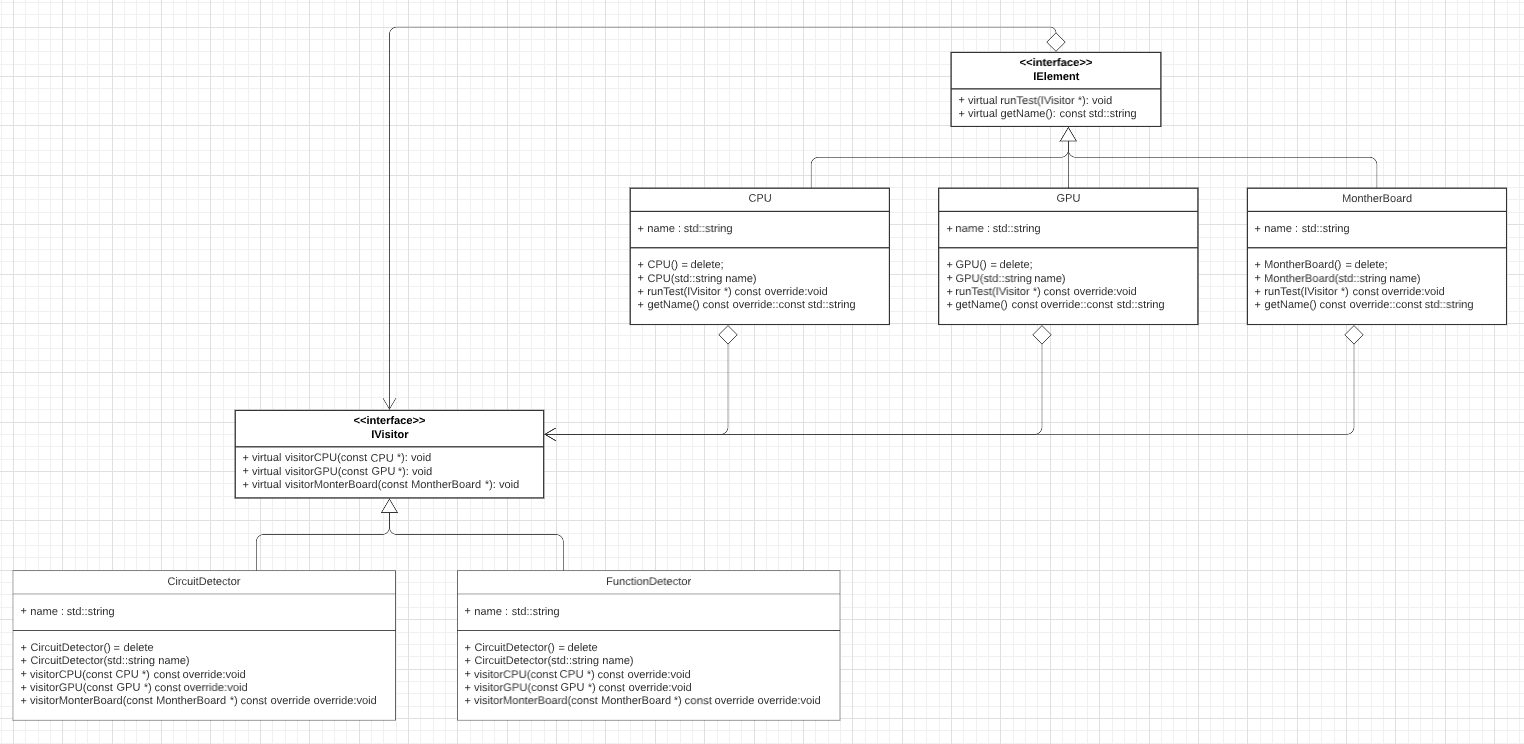 <<interface>>
IElement
+ virtual runTest(IVisitor *): void
+ virtual getName(): const std::string
CPU
+ name : std::string
+ CPU() = delete;
+ CPU(std::string name)
+ runTest(IVisitor *) const override:void
+ getName() const override::const std::string
GPU
+ name : std::string
+ GPU() = delete;
+ GPU(std::string name)
+ runTest(IVisitor *) const override:void
+ getName() const override::const std::string
MontherBoard
+ name : std::string
+ MontherBoard() = delete;
+ MontherBoard(std::string name)
+ runTest(IVisitor *) const override:void
+ getName() const override::const std::string
<<interface>>
IVisitor
+ virtual visitorCPU(const CPU *): void
+ virtual visitorGPU(const GPU *): void
+ virtual visitorMonterBoard(const MontherBoard *): void
CircuitDetector
+ name : std::string
+ CircuitDetector() = delete
+ CircuitDetector(std::string name)
+ visitorCPU(const CPU *) const override:void
+ visitorGPU(const GPU *) const override:void
+ visitorMonterBoard(const MontherBoard *) const override override:void
FunctionDetector
+ name : std::string
+ CircuitDetector() = delete
+ CircuitDetector(std::string name)
+ visitorCPU(const CPU *) const override:void
+ visitorGPU(const GPU *) const override:void
+ visitorMonterBoard(const MontherBoard *) const override override:void